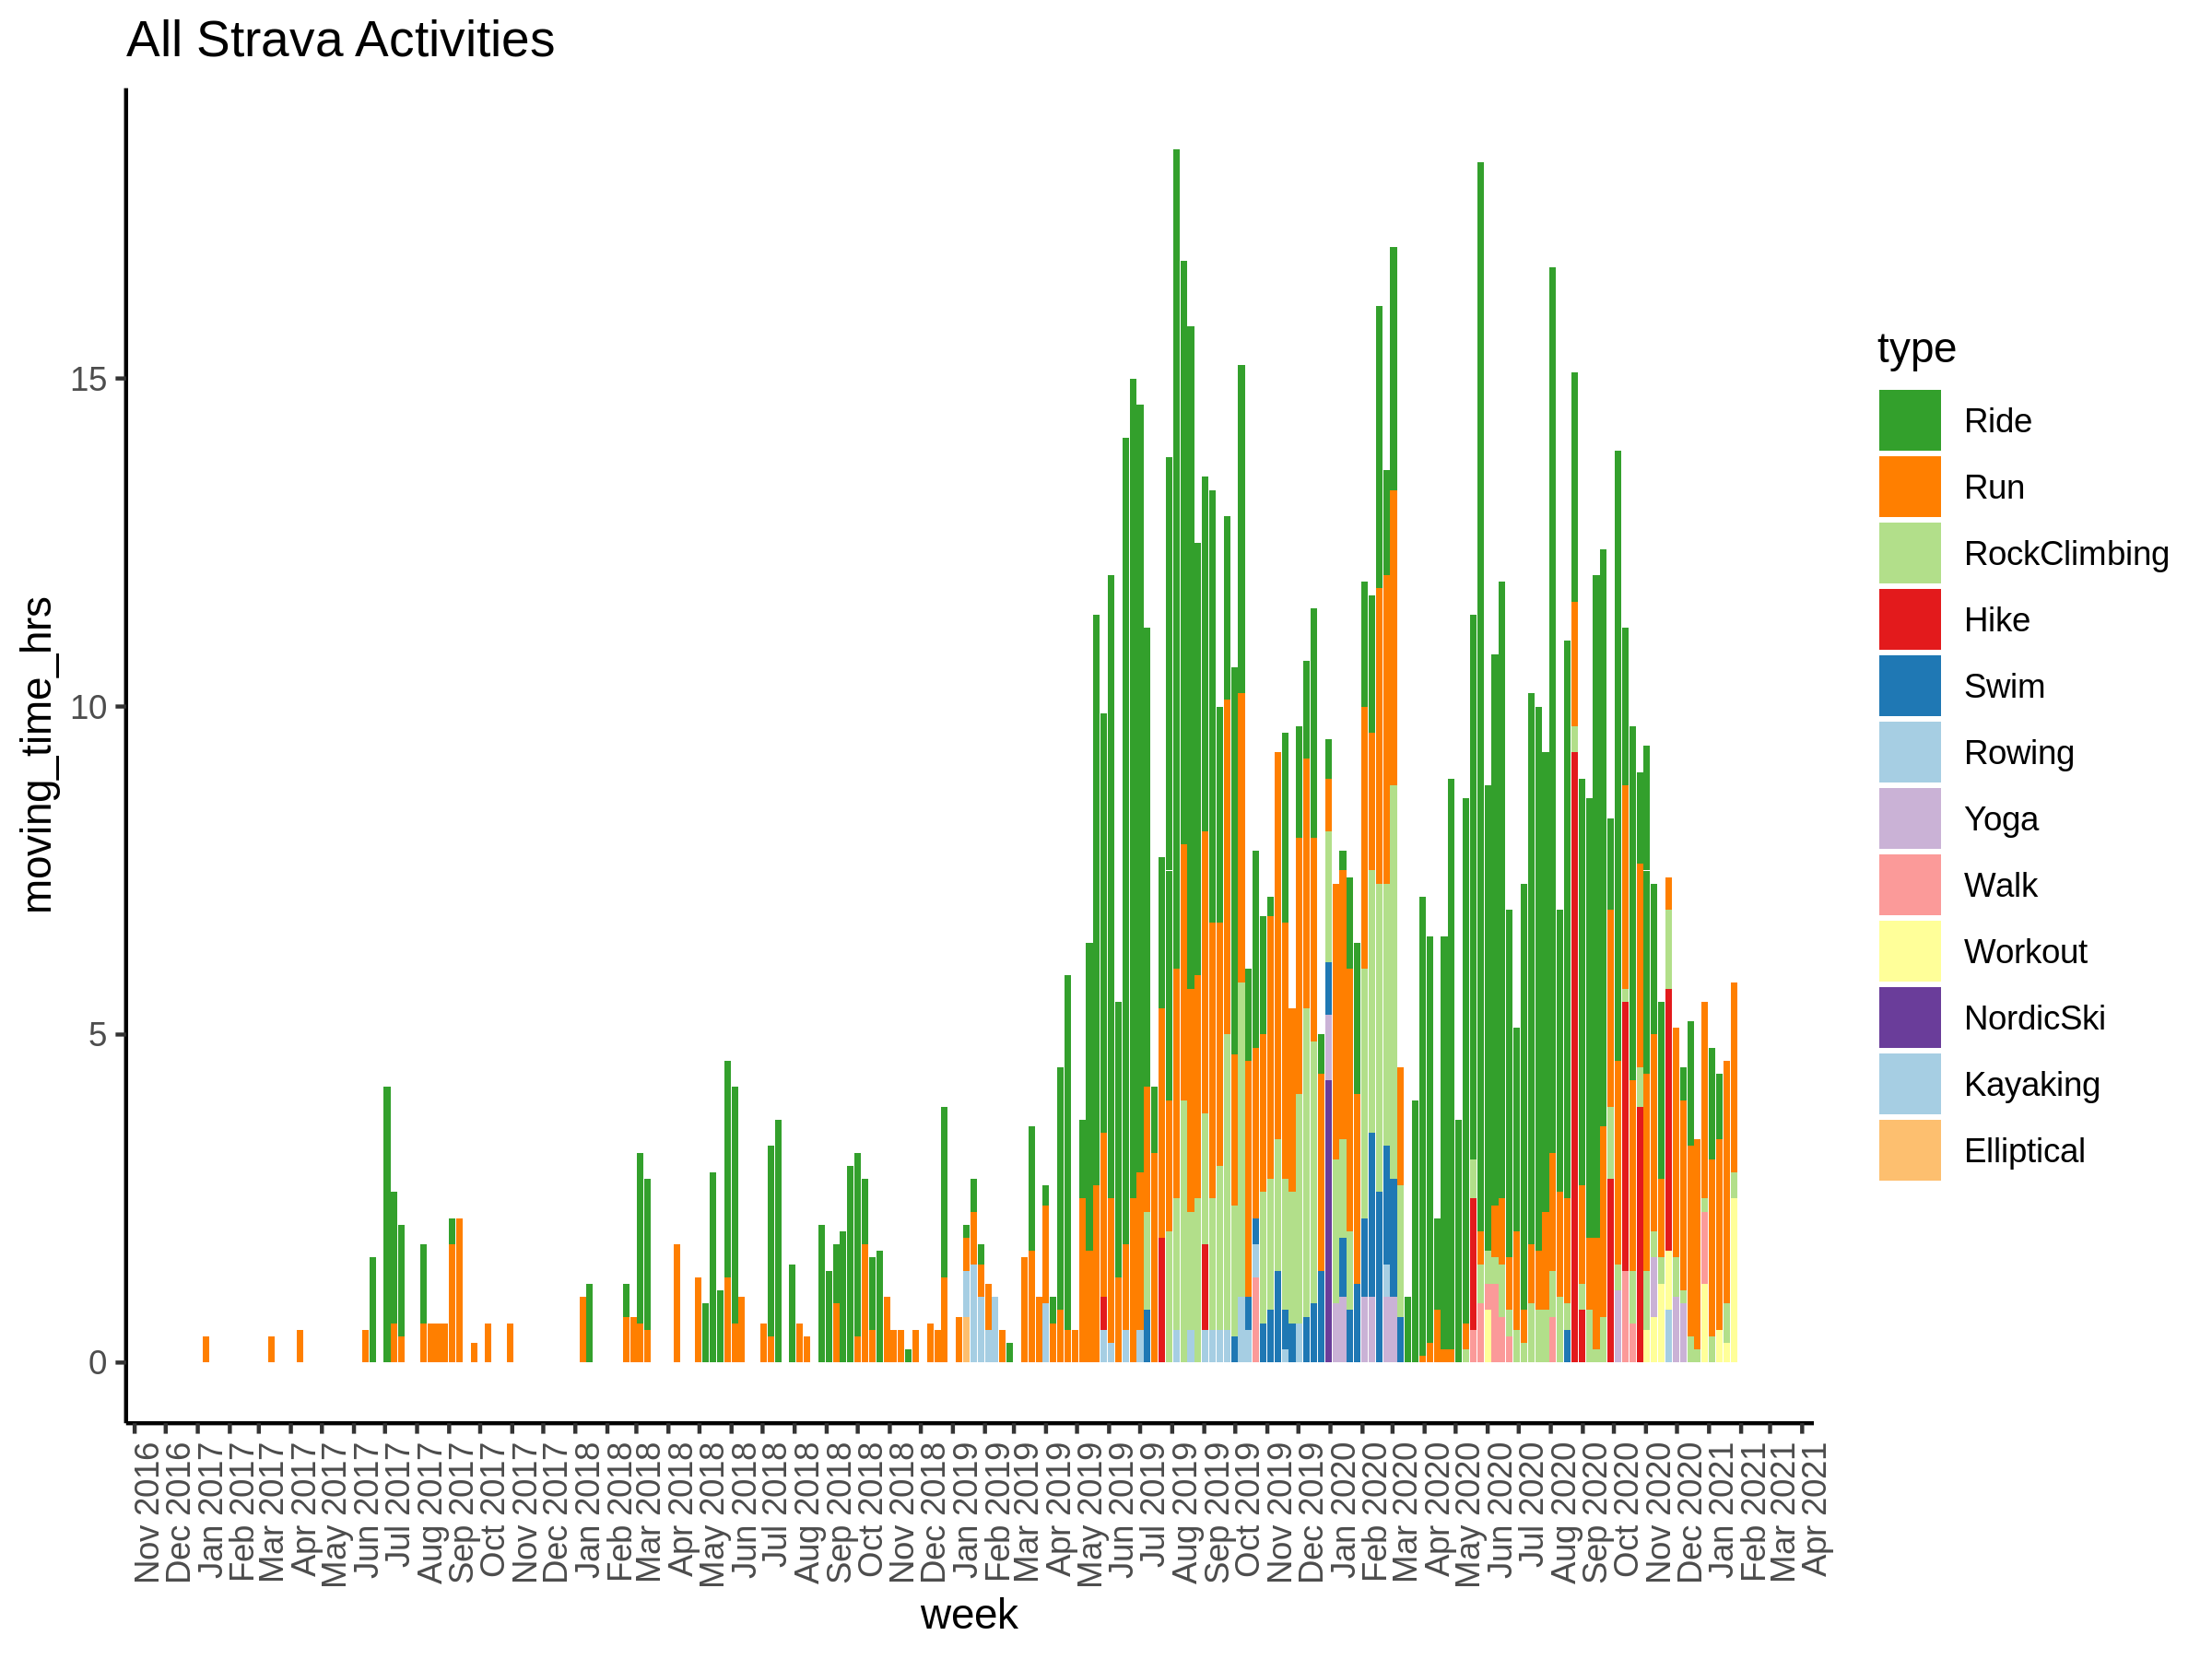 All Strava Activities
moving_time_hrs
15
10
5
0
Nov 2016
Dec 2016
Jan 2017
Feb 2017
Mar 2017
Apr 2017
May 2017
Jun 2017
Jul 2017
Aug 2017
Sep 2017
Oct 2017
Nov 2017
Dec 2017
Jan 2018
Feb 2018
Mar 2018
Apr 2018
May 2018
Jun 2018
Jul 2018
Aug 2018
Sep 2018
Oct 2018
Nov 2018
Dec 2018
Jan 2019
Feb 2019
Mar 2019
Apr 2019
May 2019
Jun 2019
Jul 2019
Aug 2019
Sep 2019
Oct 2019
Nov 2019
Dec 2019
Jan 2020
Feb 2020
Mar 2020
Apr 2020
May 2020
Jun 2020
Jul 2020
Aug 2020
Sep 2020
Oct 2020
Nov 2020
Dec 2020
Jan 2021
Feb 2021
Mar 2021
Apr 2021
week
type
Ride
Run
RockClimbing
Hike
Swim
Rowing
Yoga
Walk
Workout
NordicSki
Kayaking
Elliptical